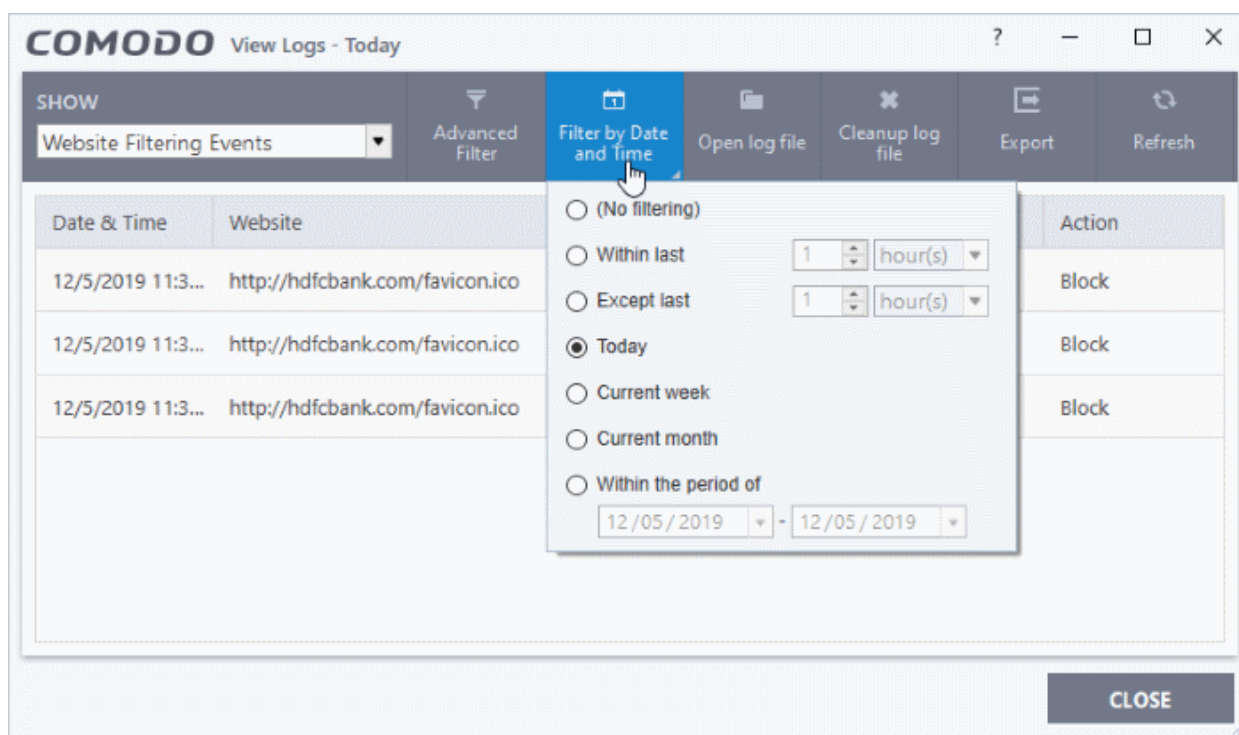 COMODO View Logs - Today
?
SHOW
Website Filtering Events
Advanced
Filter
Filter by Date
and Time
Open log file
Cleanup log
file
Export
Refresh
Date & Time Website Action
12/5/2019 11:3... http://hdfcbank.com/favicon.ico Block
12/5/2019 11:3... http://hdfcbank.com/favicon.ico Block
12/5/2019 11:3... http://hdfcbank.com/favicon.ico Block
(No filtering)
Within last 1 hour(s)
Except last 1 hour(s)
Today
Current week
Current month
Within the period of
12/05/2019 - 12/05/2019
CLOSE